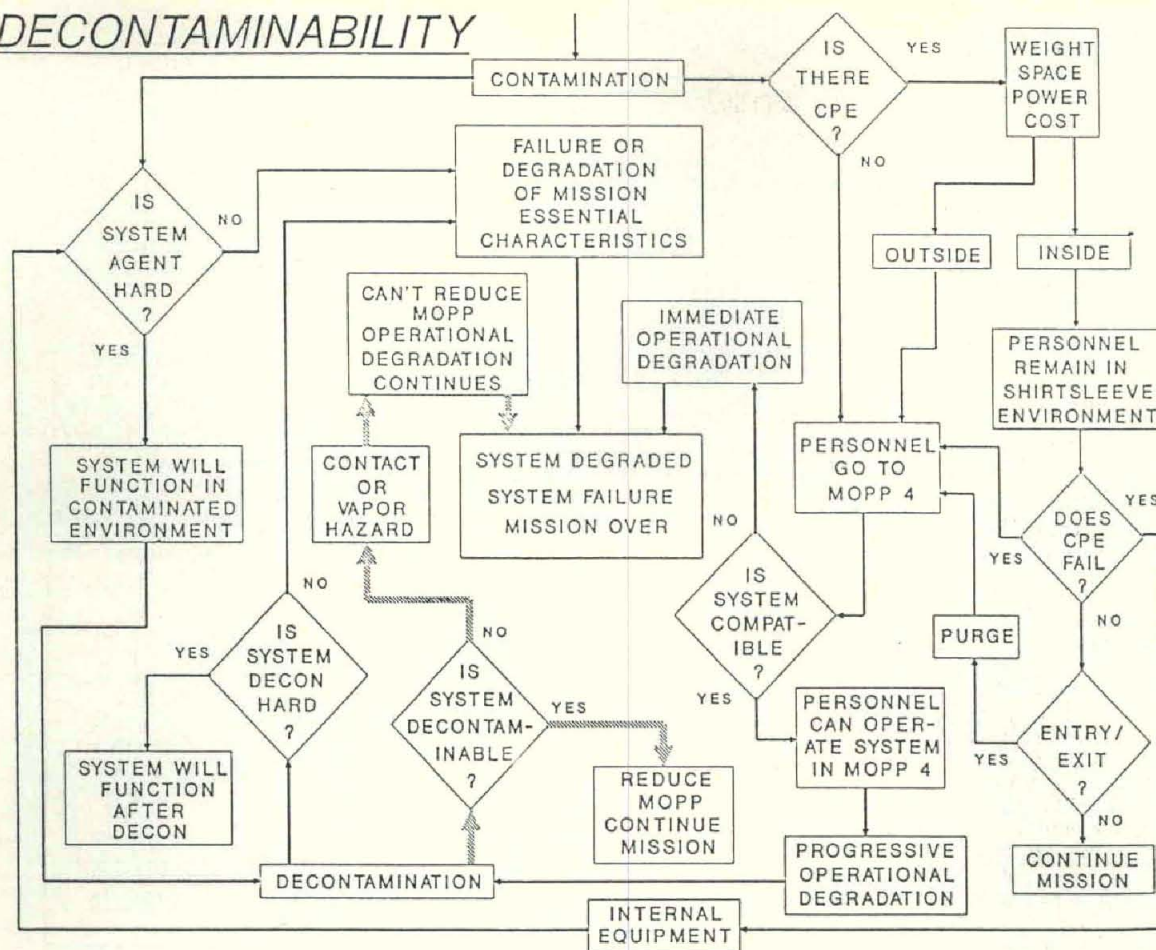 DECONTAMINABILITY
CONTAMINATION
IS
THERE
CPE
?
YES
NO
WEIGHT
SPACE
POWER
COST
IS
SYSTEM
AGENT
HARD
?
NO
YES
FAILURE OR
DEGRADATION
OF MISSION
ESSENTIAL
CHARACTERISTICS
OUTSIDE
INSIDE
CAN'T REDUCE
MOPP
OPERATIONAL
DEGRADATION
CONTINUES
IMMEDIATE
OPERATIONAL
DEGRADATION
PERSONNEL
REMAIN IN
SHIRTSLEEVE
ENVIRONMENT
SYSTEM WILL
FUNCTION IN
CONTAMINATED
ENVIRONMENT
CONTACT
OR
VAPOR
HAZARD
SYSTEM DEGRADED
SYSTEM FAILURE
MISSION OVER
PERSONNEL
GO TO
MOPP 4
DOES
CPE
FAIL
?
YES
YES
NO
IS
SYSTEM
DECON
HARD
?
NO
YES
IS
SYSTEM
DECONTAM-
INABLE
?
NO
YES
IS
SYSTEM
COMPAT-
IBLE
?
NO
YES
PURGE
SYSTEM WILL
FUNCTION
AFTER
DECON
REDUCE
MOPP
CONTINUE
MISSION
PERSONNEL
CAN OPER-
ATE SYSTEM
IN MOPP 4
ENTRY/
EXIT
?
YES
NO
DECONTAMINATION
PROGRESSIVE
OPERATIONAL
DEGRADATION
CONTINUE
MISSION
INTERNAL
EQUIPMENT